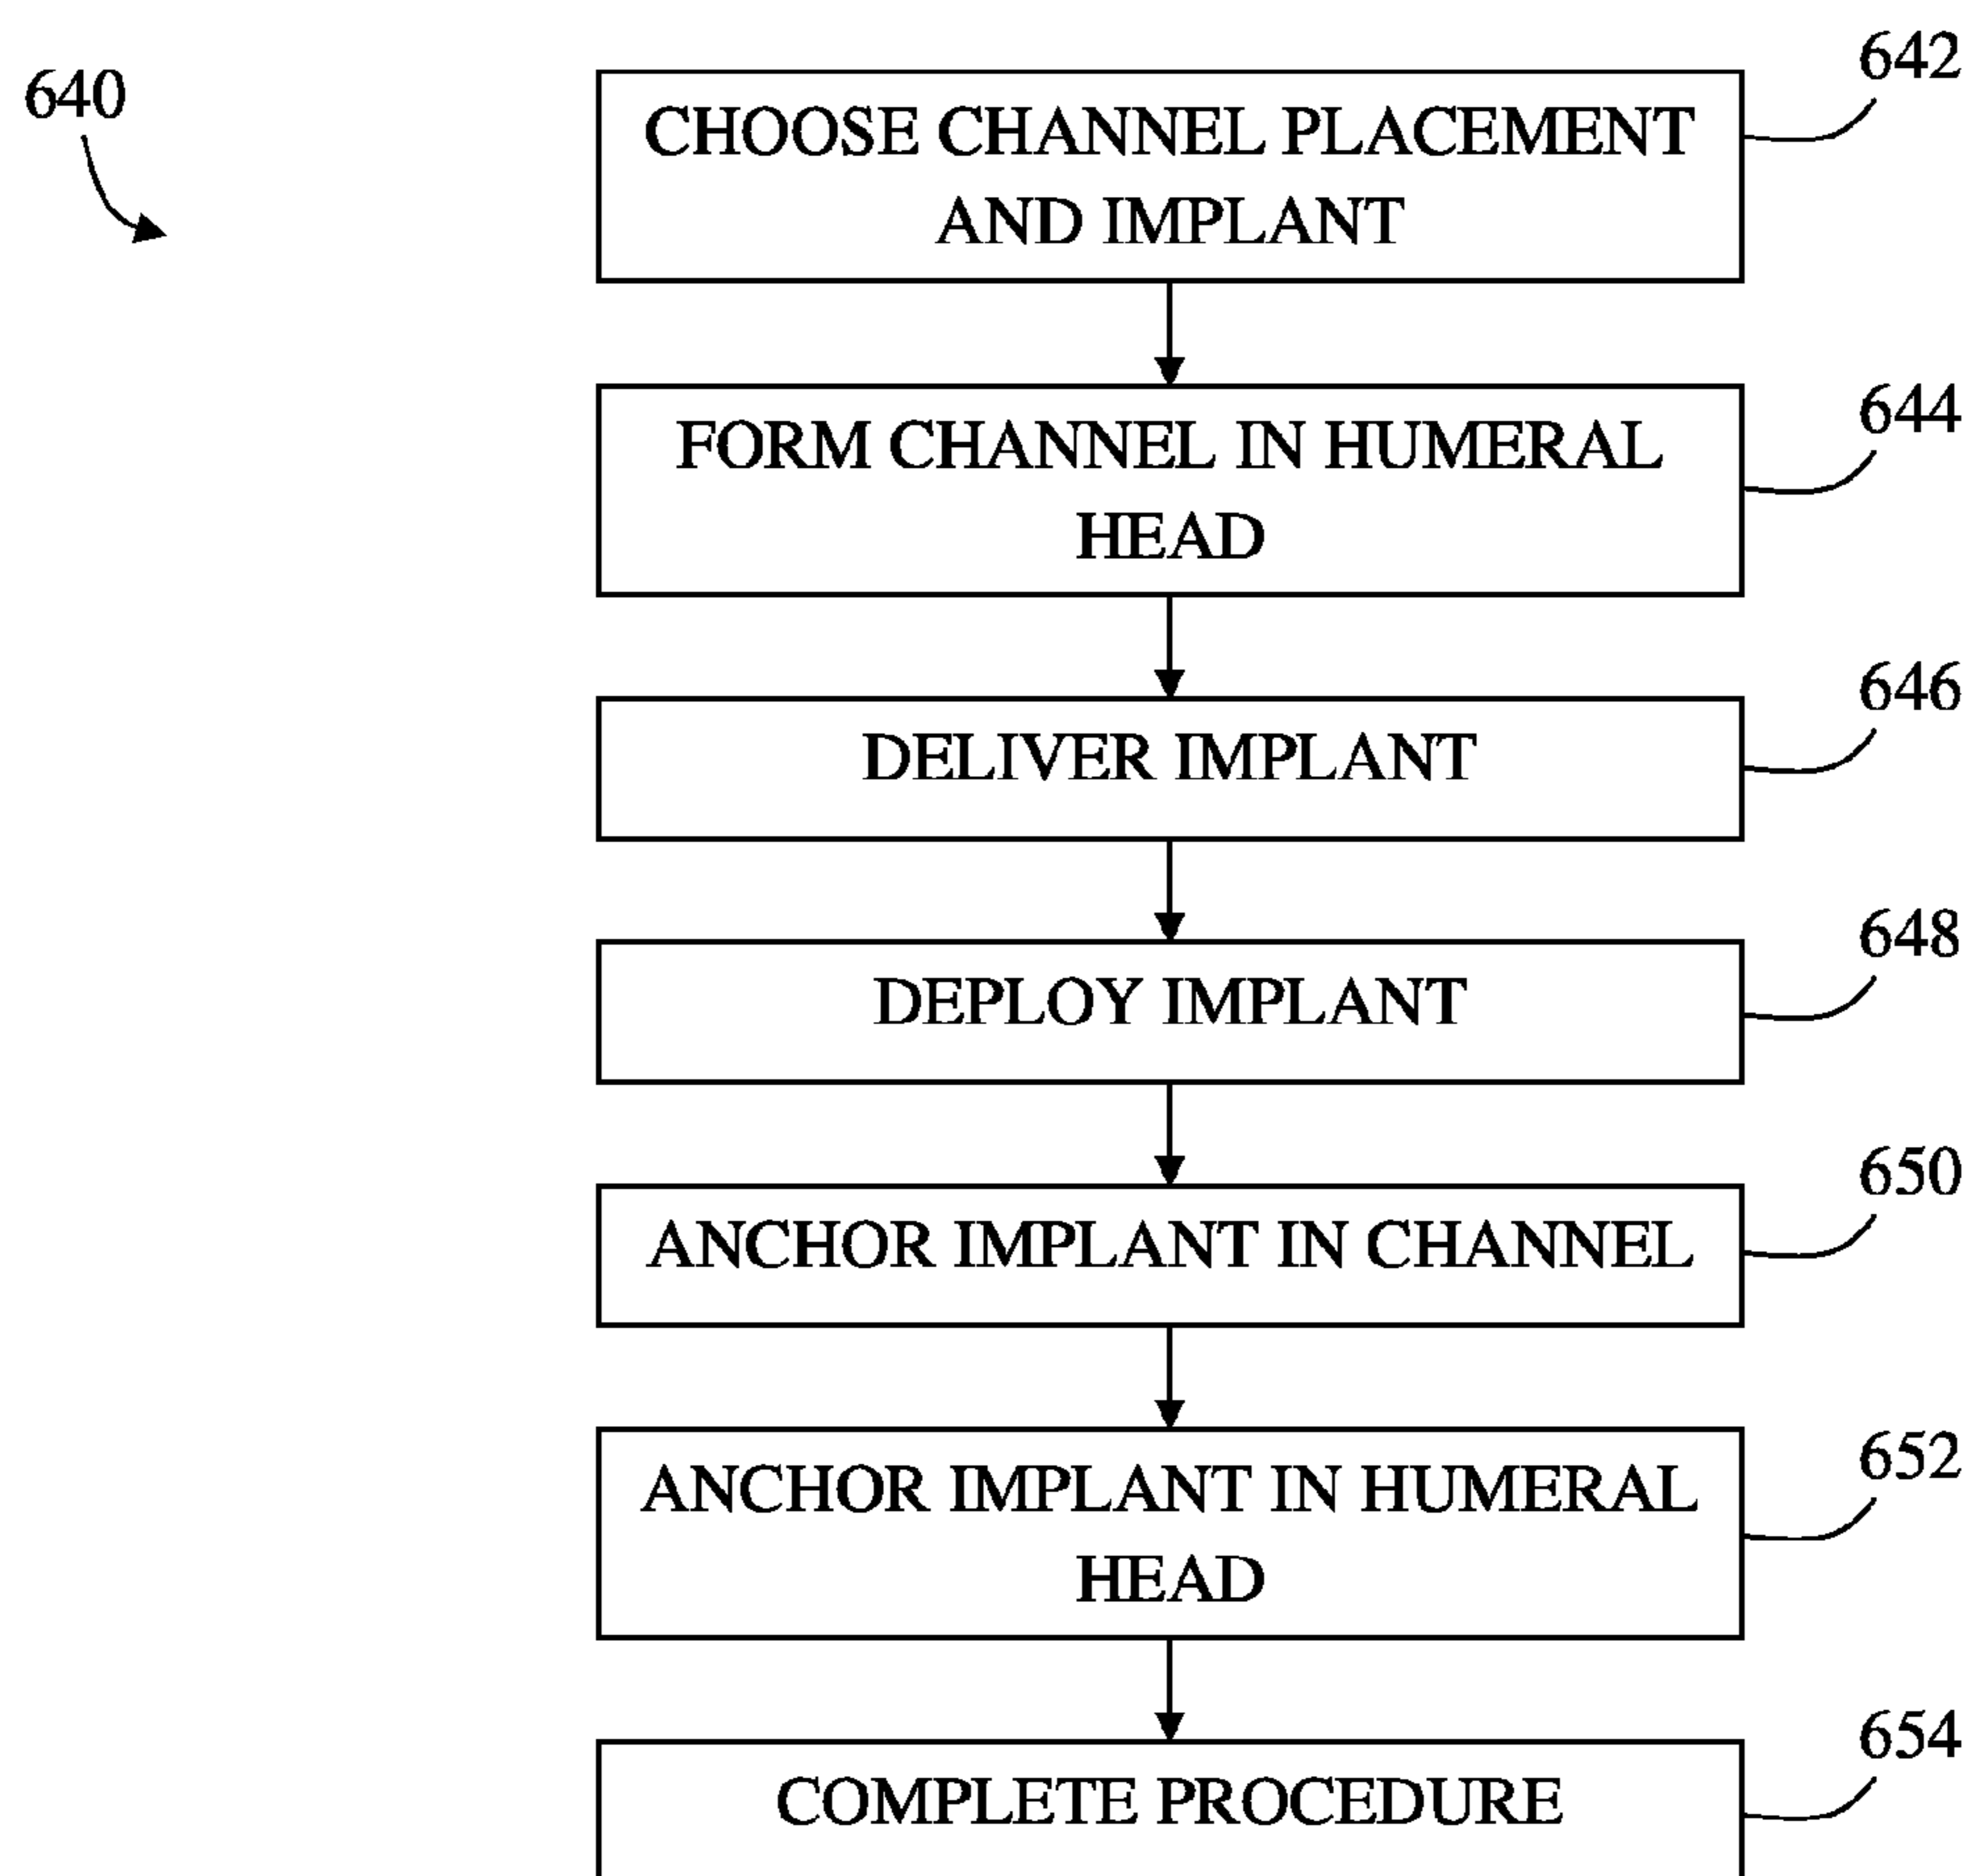 640
642
CHOOSE CHANNEL PLACEMENT
AND IMPLANT
644
FORM CHANNEL IN HUMERAL
HEAD
646
DELIVER IMPLANT
648
DEPLOY IMPLANT
650
ANCHOR IMPLANT IN CHANNEL
652
ANCHOR IMPLANT IN HUMERAL
HEAD
654
COMPLETE PROCEDURE